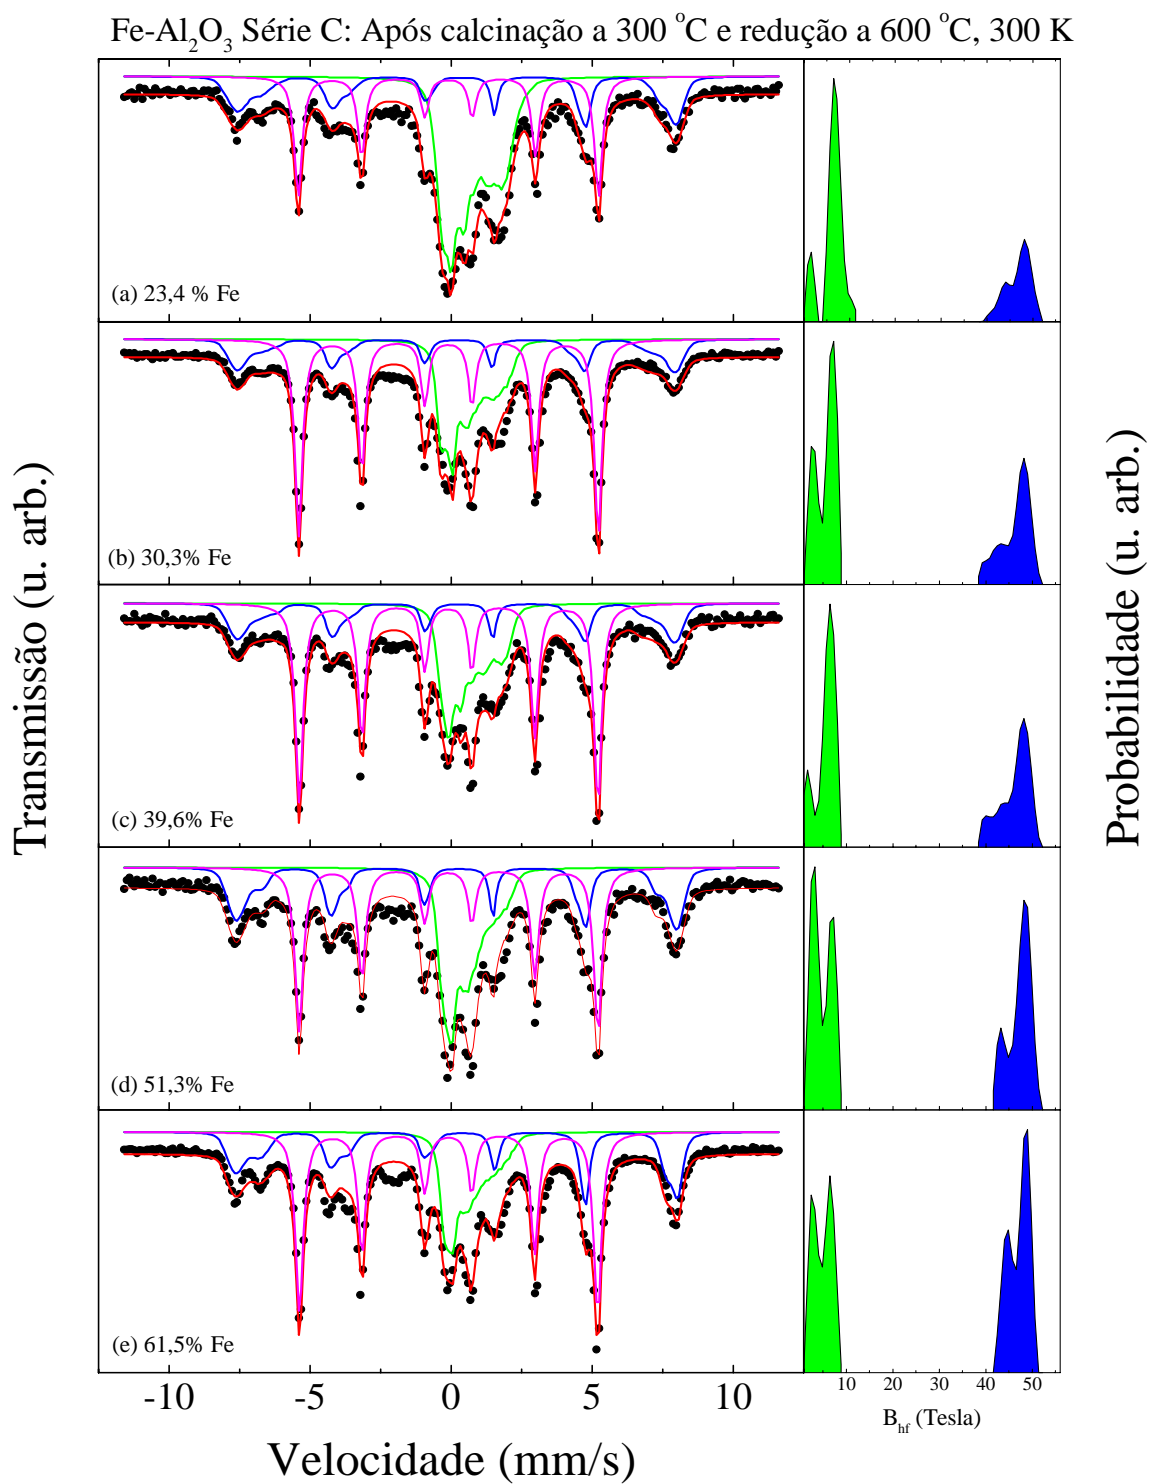 Fe-Al2O3 Série C: Após calcinação a 300 °C e redução a 600 °C, 300 K
Transmissão (u. arb.)
(a) 23,4 % Fe
(b) 30,3% Fe
(c) 39,6% Fe
(d) 51,3% Fe
(e) 61,5% Fe
Probabilidade (u. arb.)
-10 -5 0 5 10
10 20 30 40 50
Bhf (Tesla)
Velocidade (mm/s)